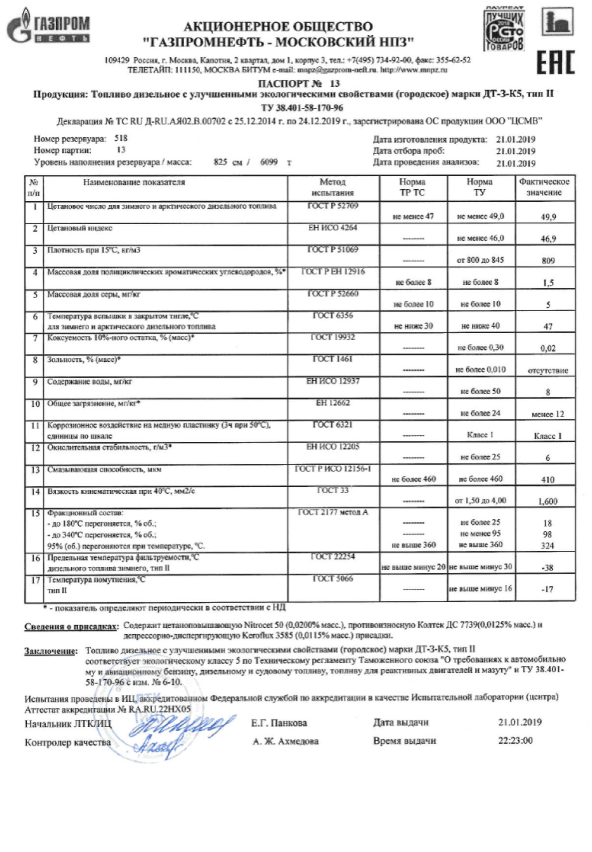 ГАЗПРОМ
НЕФТЬ
АКЦИОНЕРНОЕ ОБЩЕСТВО
"ГАЗПРОМНЕФТЬ - МОСКОВСКИЙ НПЗ"
109429 Россия, г. Москва, Капотня, 2 квартал, дом 1, корп. 3, тел.: +7(495) 734-92-00, факс: 355-62-52
ТЕЛЕТАЙП: 111150, МОСКВА БИТУМ e-mail: mnpz@gazprom-neft.ru. http://www.mnpz.ru
ПАСПОРТ № 13
Продукция: Топливо дизельное с улучшенными экологическими свойствами (городское) марки ДТ-З-К5, тип II
ТУ 38.401-58-170-96
Декларация № ТС RU Д-RU.АЯ02.В.00702 с 25.12.2014 г. по 24.12.2019 г., зарегистрирована ОС продукции ООО "ЦСМВ"
ЛАУРЕАТ
ЛУЧШИХ
ТОВАРОВ
ЕАС
Номер резервуара: 518 Дата изготовления продукта: 21.01.2019
Номер партии: 13 Дата отбора проб: 21.01.2019
Уровень наполнения резервуара / масса: 825 см / 6099 т Дата проведения анализов: 21.01.2019
№ п/п Наименование показателя Метод испытания Норма ТР ТС Норма ТУ Фактическое значение
1 Цетановое число для зимнего и арктического дизельного топлива ГОСТ Р 52709 не менее 47 не менее 49,0 49,9
2 Цетановый индекс ЕН ИСО 4264 -------- не менее 46,0 46,9
3 Плотность при 15°С, кг/м3 ГОСТ Р 51069 -------- от 800 до 845 809
4 Массовая доля полициклических ароматических углеводородов, %* ГОСТ Р ЕН 12916 не более 8 не более 8 1,5
5 Массовая доля серы, мг/кг ГОСТ Р 52660 не более 10 не более 10 5
6 Температура вспышки в закрытом тигле,°С ГОСТ 6356
для зимнего и арктического дизельного топлива не ниже 30 не ниже 40 47
7 Коксуемость 10%-ного остатка, % (масс)* ГОСТ 19932 -------- не более 0,30 0,02
8 Зольность, % (масс)* ГОСТ 1461 -------- не более 0,010 отсутствие
9 Содержание воды, мг/кг ЕН ИСО 12937 -------- не более 50 8
10 Общее загрязнение, мг/кг* ЕН 12662 -------- не более 24 менее 12
11 Коррозионное воздействие на медную пластинку (3ч при 50°С), ГОСТ 6321
единицы по шкале -------- Класс 1 Класс 1
12 Окислительная стабильность, г/м3* ЕН ИСО 12205 -------- не более 25 6
13 Смазывающая способность, мкм ГОСТ Р ИСО 12156-1 не более 460 не более 460 410
14 Вязкость кинематическая при 40°С, мм2/с ГОСТ 33 -------- от 1,50 до 4,00 1,600
15 Фракционный состав: ГОСТ 2177 метод А
- до 180°С перегоняется, % об.; -------- не более 25 18
- до 340°С перегоняется, % об.; -------- не менее 95 98
95% (об.) перегоняются при температуре, °С. не выше 360 не выше 360 324
16 Предельная температура фильтруемости,°С ГОСТ 22254
дизельного топлива зимнего, тип II не выше минус 20 не выше минус 30 -38
17 Температура помутнения,°С ГОСТ 5066
тип II -------- не выше минус 16 -17
* - показатель определяют периодически в соответствии с НД
Сведения о присадках: Содержит цетаноповышающую Nitrocet 50 (0,0200% масс.), противоизносную Колтек ДС 7739(0,0125% масс.) и
депрессорно-диспергирующую Keroflux 3585 (0,0115% масс.) присадки.
Заключение: Топливо дизельное с улучшенными экологическими свойствами (городское) марки ДТ-З-К5, тип II
соответствует экологическому классу 5 по Техническому регламенту Таможенного союза "О требованиях к автомобильно
му и авиационному бензину, дизельному и судовому топливу, топливу для реактивных двигателей и мазуту" и ТУ 38.401-
58-170-96 с изм. № 6-10.
Испытания проведены в ИЦ, аккредитованном Федеральной службой по аккредитации в качестве Испытательной лаборатории (центра)
Аттестат аккредитации № RA.RU.22НХ05
Начальник ЛТК/ИЦ Е.Г. Панкова Дата выдачи 21.01.2019
Контролер качества А. Ж. Ахмедова Время выдачи 22:23:00